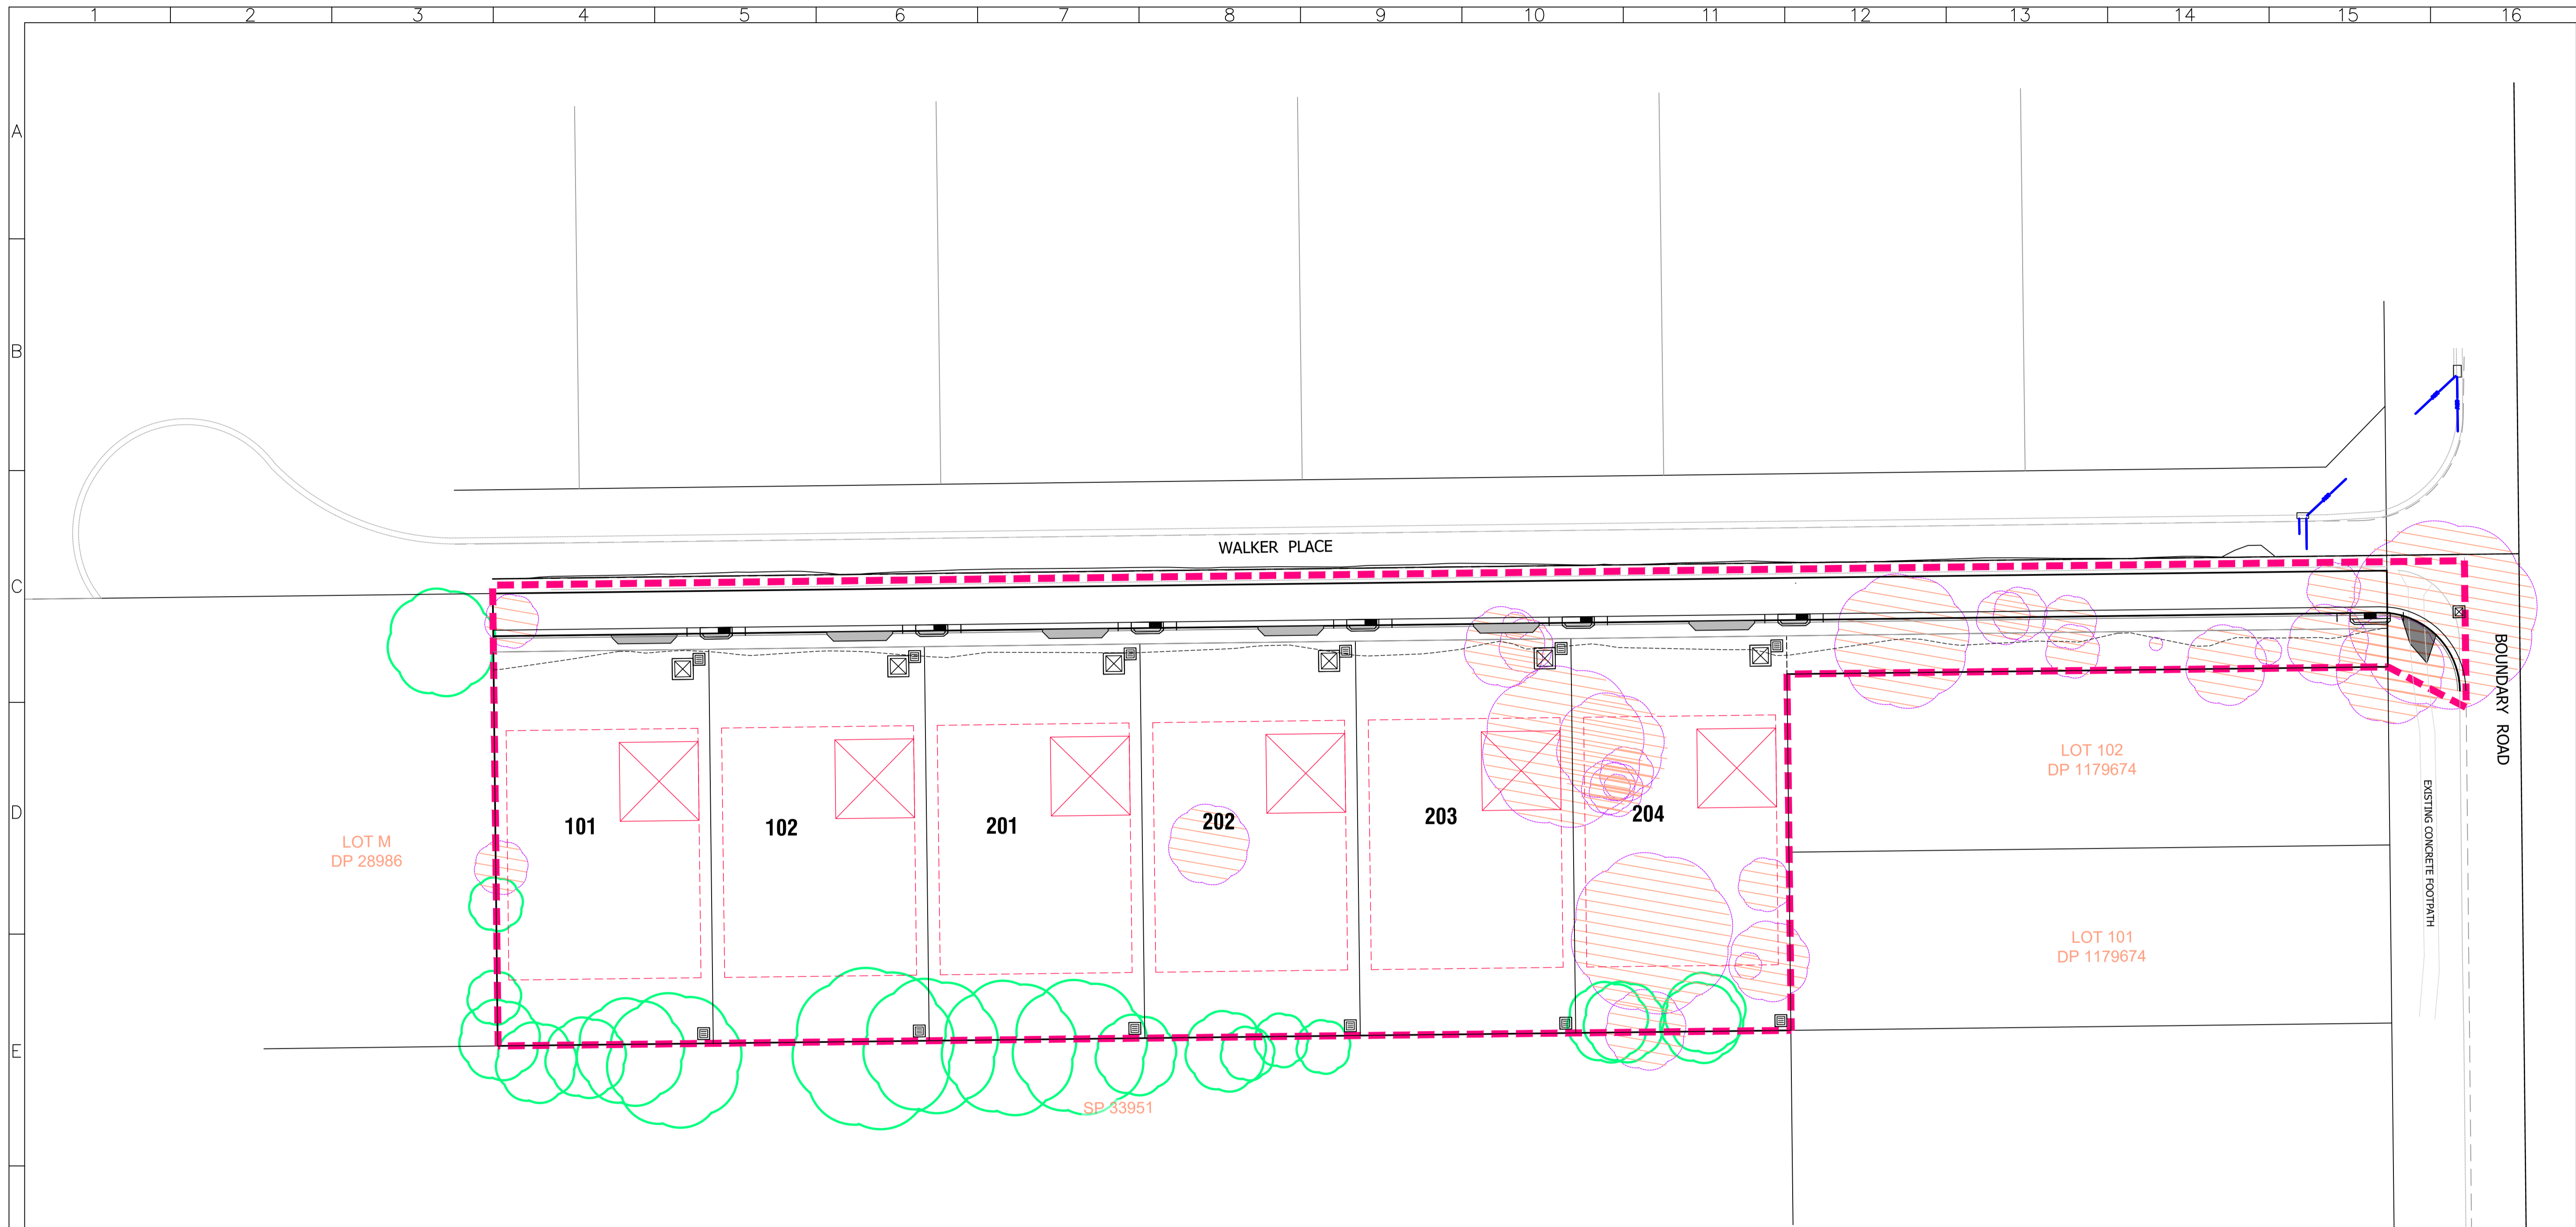 1 2 3 4 5 6 7 8 9 10 11 12 13 14 15 16
A
B
WALKER PLACE
C
BOUNDARY ROAD
LOT 102
DP 1179674
EXISTING CONCRETE FOOTPATH
D
101 102 201 202 203 204
LOT M
DP 28986
LOT 101
DP 1179674
E
SP 33951